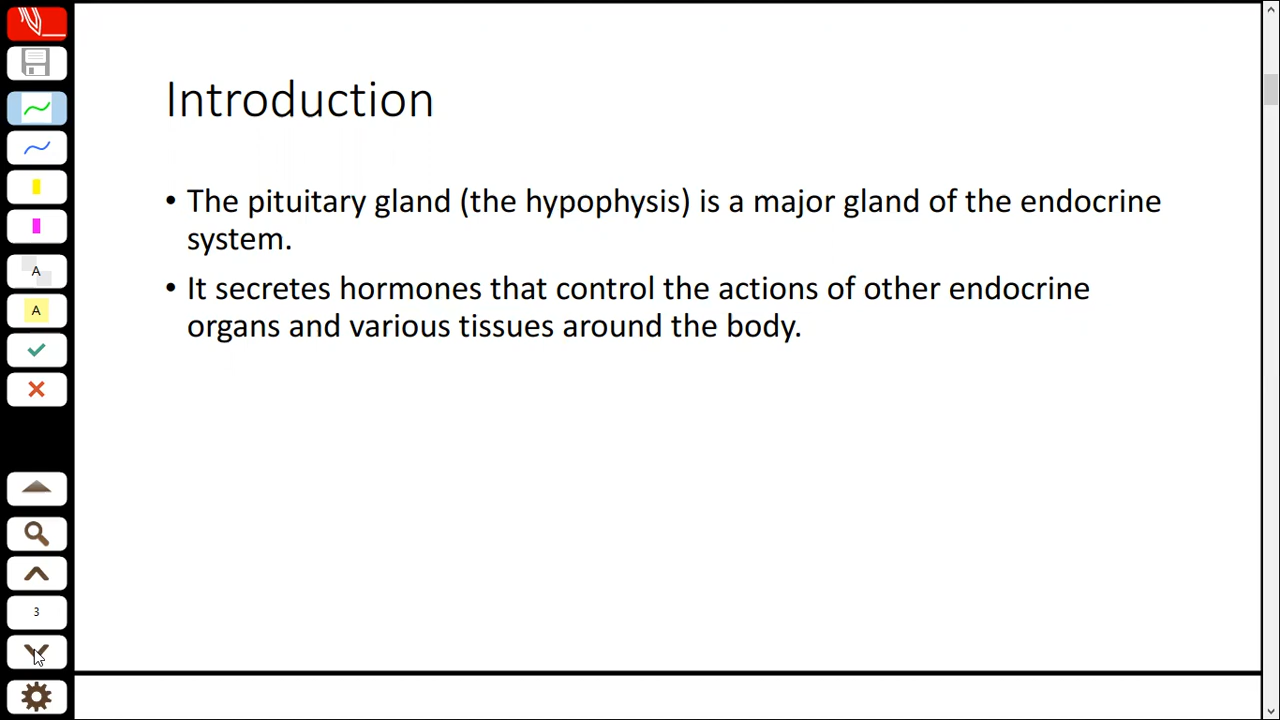 Introduction
• The pituitary gland (the hypophysis) is a major gland of the endocrine
system.
• It secretes hormones that control the actions of other endocrine
organs and various tissues around the body.
A
A
3